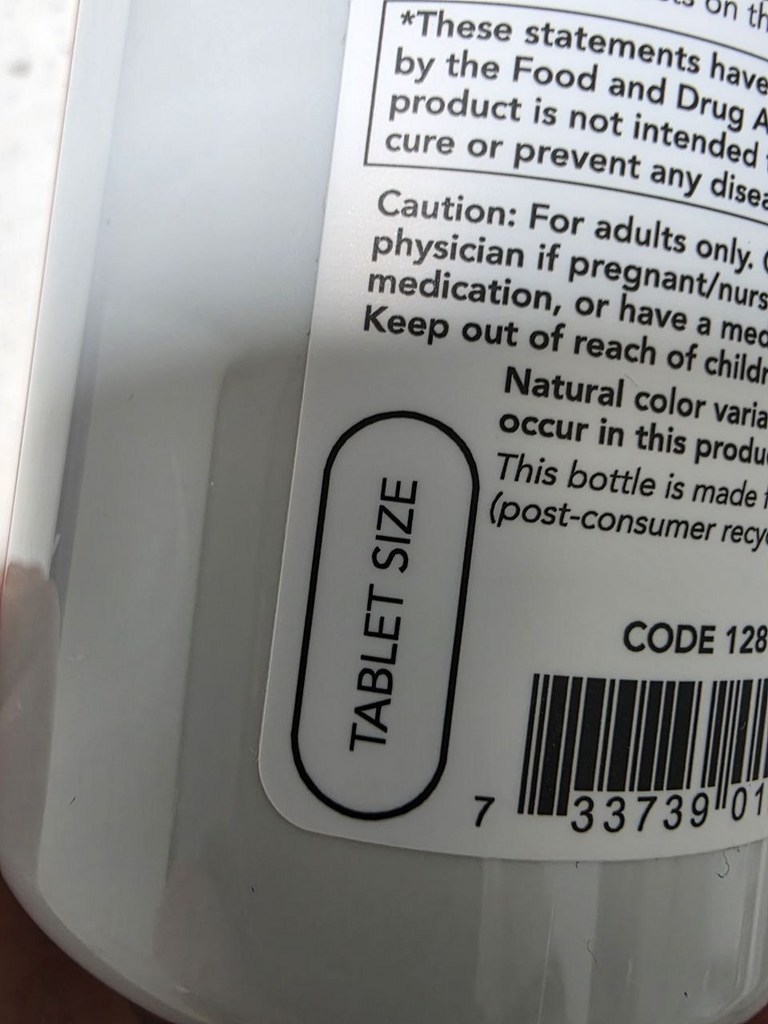 on th
*These statements have
by the Food and Drug A
product is not intended
cure or prevent any disea
Caution: For adults only. (
physician if pregnant/nurs
medication, or have a med
Keep out of reach of childr
Natural color varia
occur in this produ
This bottle is made f
(post-consumer recy
TABLET SIZE
CODE 128
7 33739 01